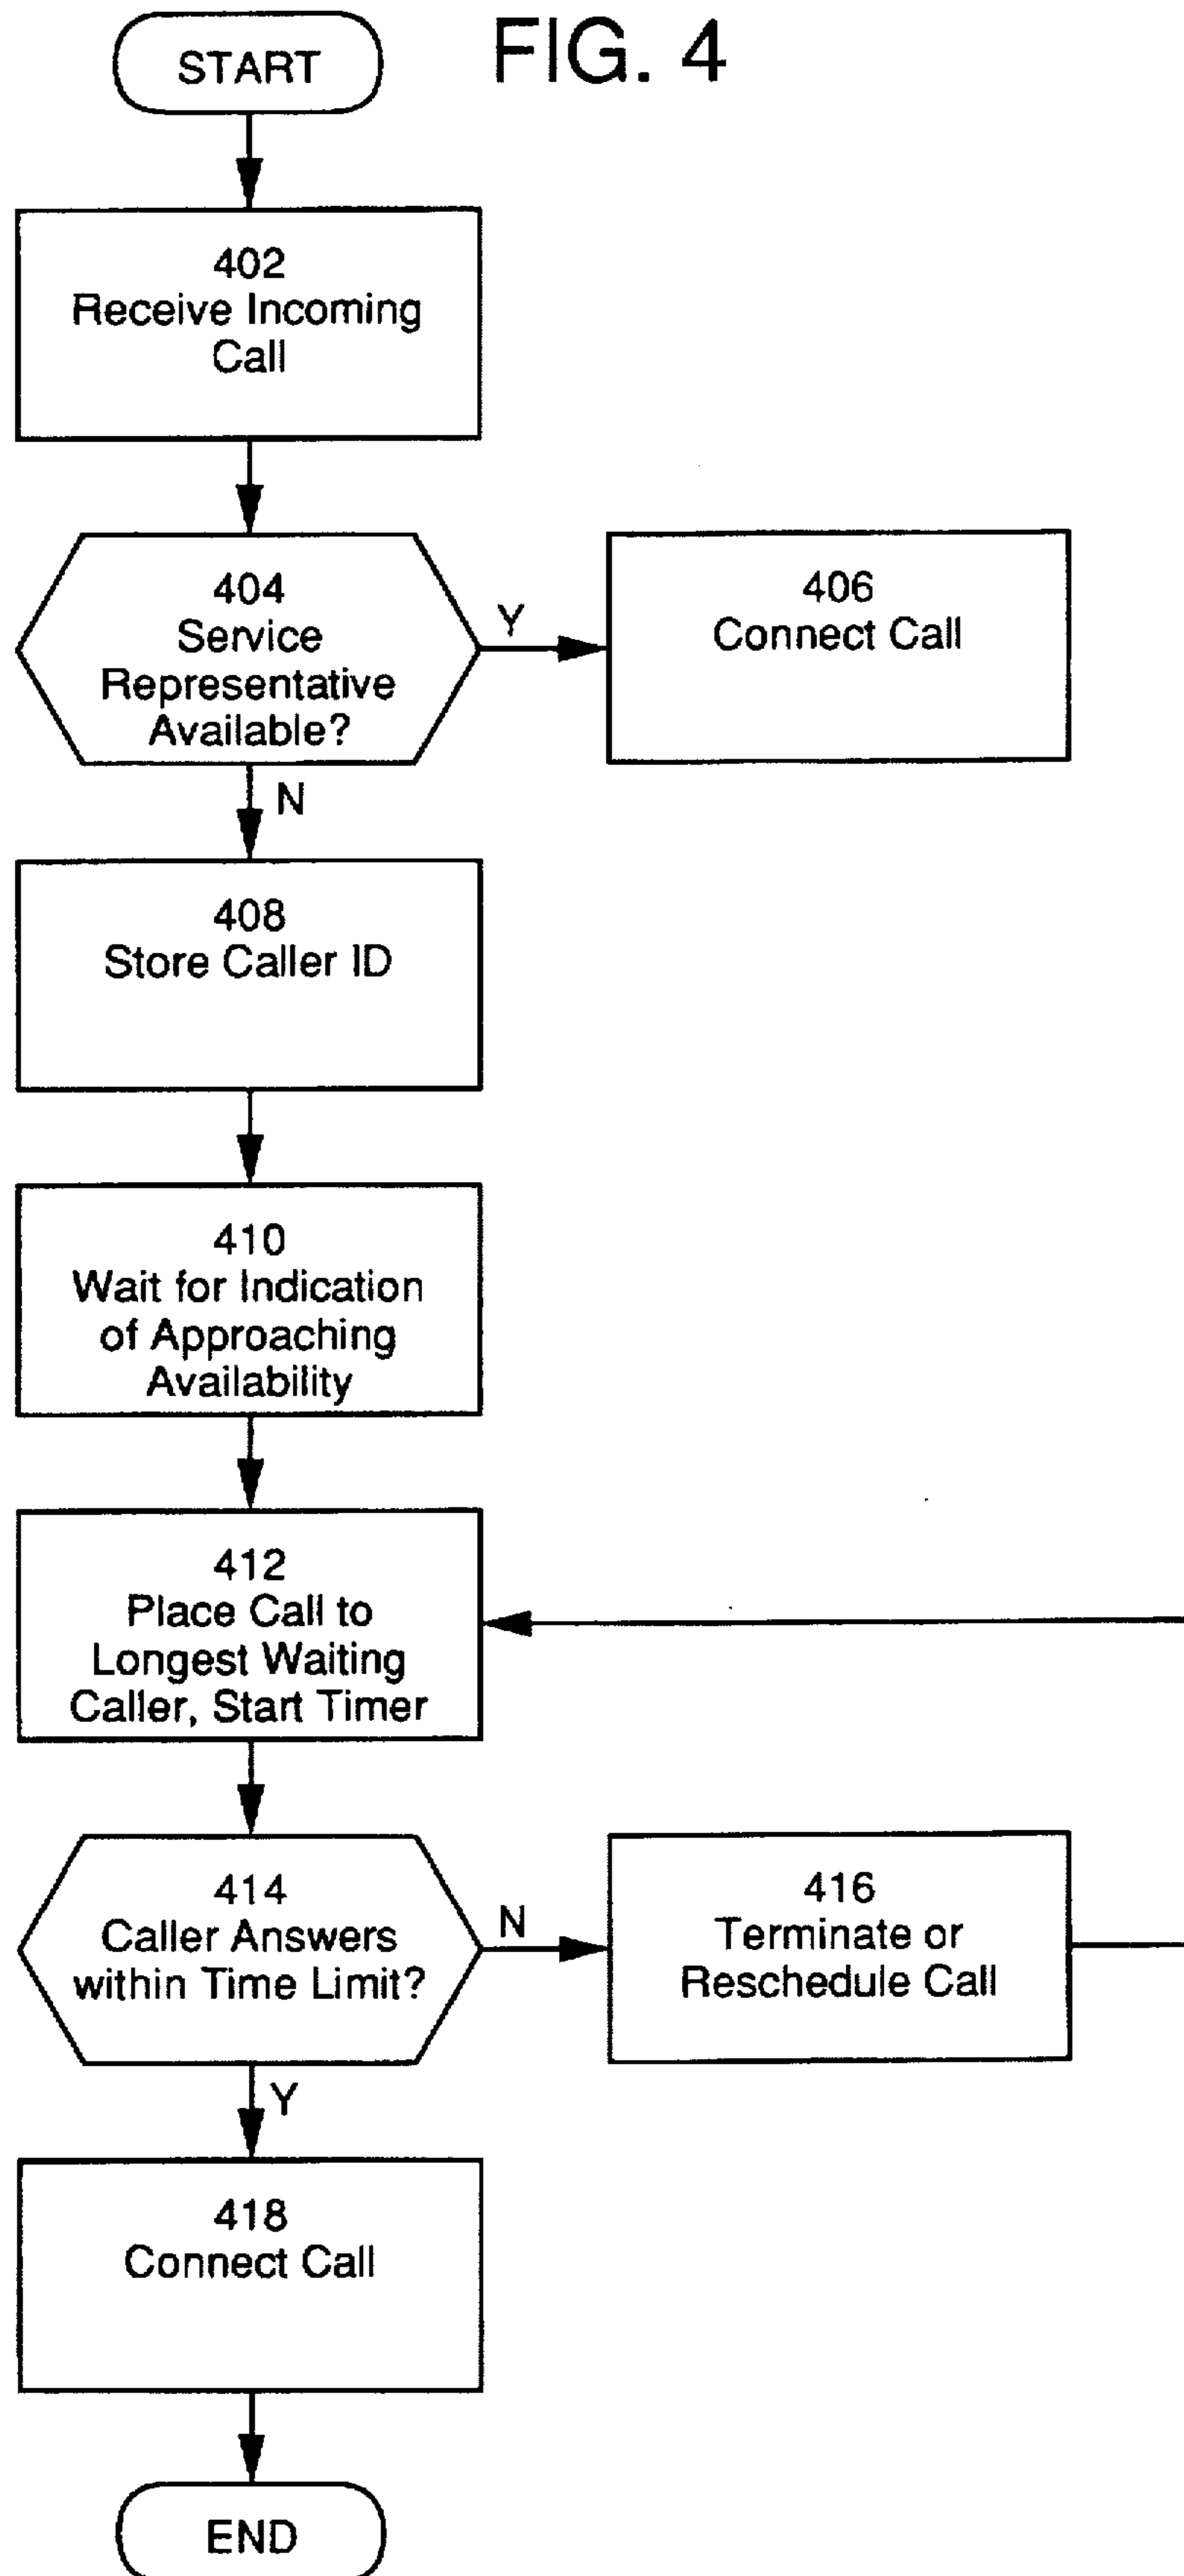 START
FIG. 4
402
Receive Incoming
Call
404
Service
Representative
Available?
Y
406
Connect Call
N
408
Store Caller ID
410
Wait for Indication
of Approaching
Availability
412
Place Call to
Longest Waiting
Caller, Start Timer
414
Caller Answers
within Time Limit?
N
416
Terminate or
Reschedule Call
Y
418
Connect Call
END